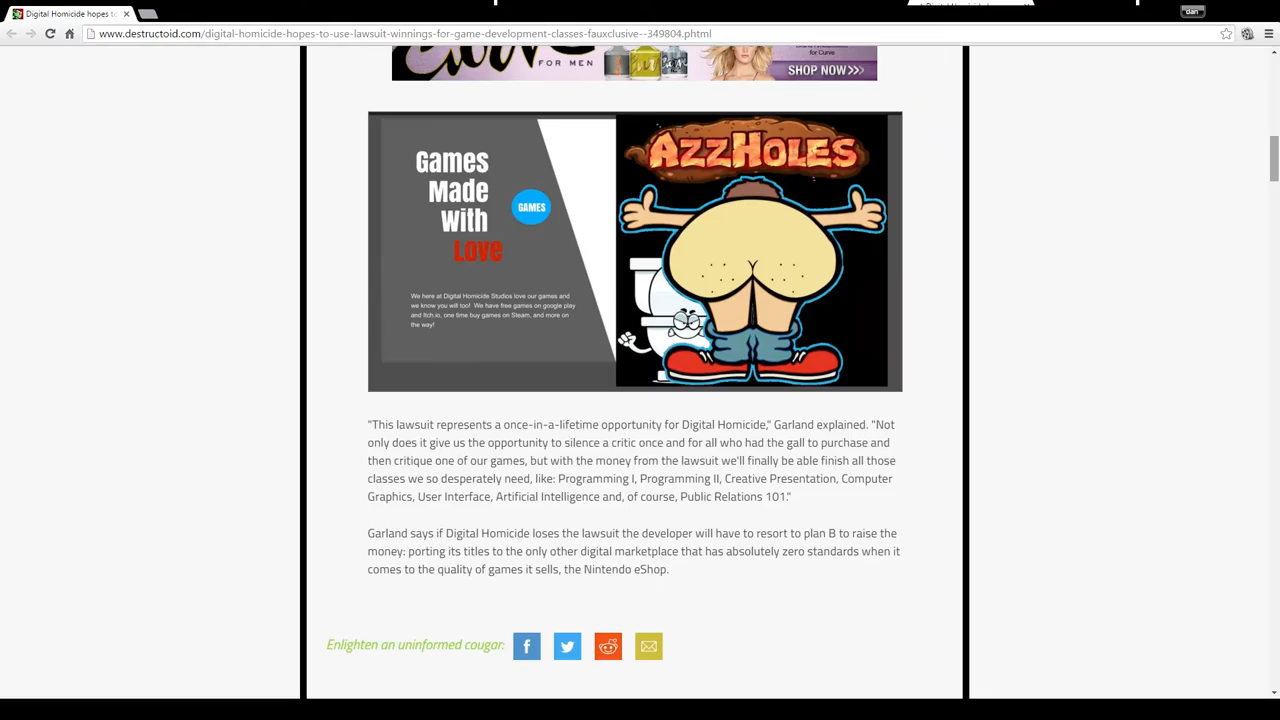 Digital Homicide hopes to
dan
www.destructoid.com/digital-homicide-hopes-to-use-lawsuit-winnings-for-game-development-classes-fauxclusive--349804.phtml
FOR MEN
for Curve
SHOP NOW>>>
Games
Made
with
Love
GAMES
We here at Digital Homicide Studios love our games and
we know you will too! We have free games on google play
and Itch.io, one time buy games on Steam, and more on
the way!
AZZHOLES
"This lawsuit represents a once-in-a-lifetime opportunity for Digital Homicide," Garland explained. "Not
only does it give us the opportunity to silence a critic once and for all who had the gall to purchase and
then critique one of our games, but with the money from the lawsuit we'll finally be able finish all those
classes we so desperately need, like: Programming I, Programming II, Creative Presentation, Computer
Graphics, User Interface, Artificial Intelligence and, of course, Public Relations 101."
Garland says if Digital Homicide loses the lawsuit the developer will have to resort to plan B to raise the
money: porting its titles to the only other digital marketplace that has absolutely zero standards when it
comes to the quality of games it sells, the Nintendo eShop.
Enlighten an uninformed cougar: